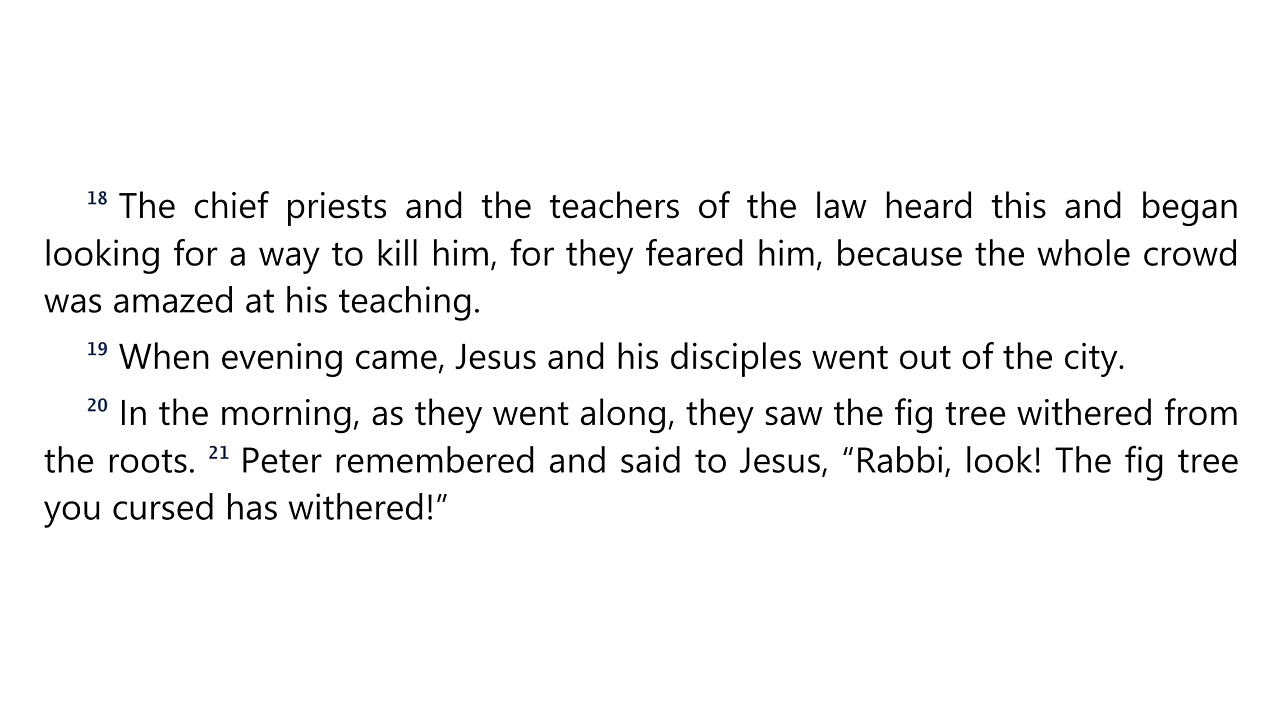 18 The chief priests and the teachers of the law heard this and began
looking for a way to kill him, for they feared him, because the whole crowd
was amazed at his teaching.
19 When evening came, Jesus and his disciples went out of the city.
20 In the morning, as they went along, they saw the fig tree withered from
the roots. 21 Peter remembered and said to Jesus, “Rabbi, look! The fig tree
you cursed has withered!”